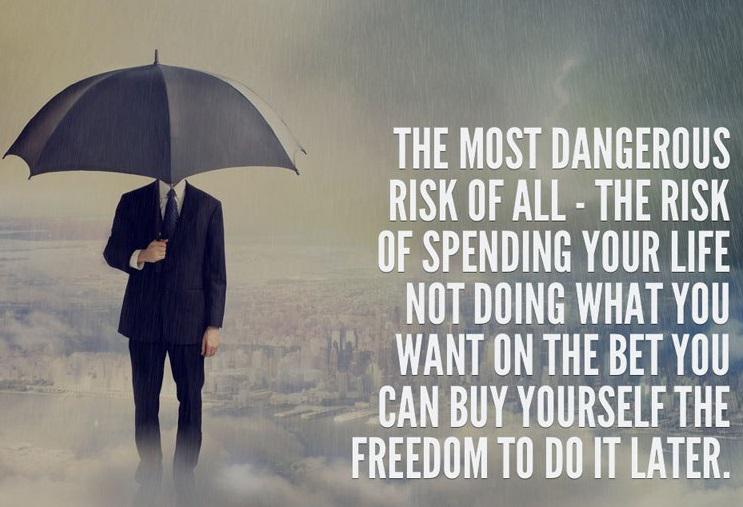 THE MOST DANGEROUS
RISK OF ALL - THE RISK
OF SPENDING YOUR LIFE
NOT DOING WHAT YOU
WANT ON THE BET YOU
CAN BUY YOURSELF THE
FREEDOM TO DO IT LATER.